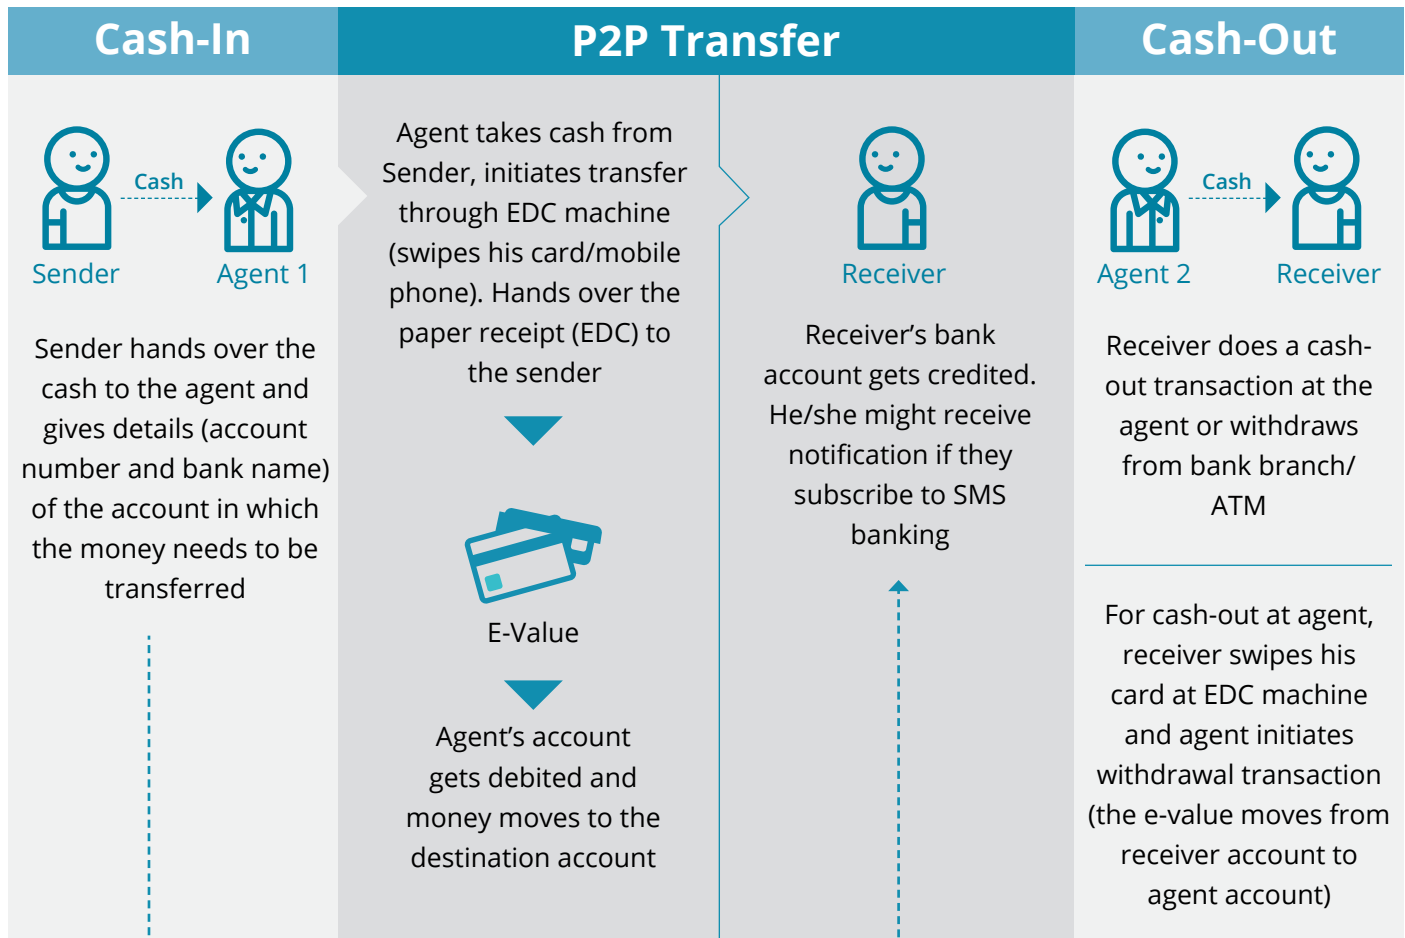 Cash-In
P2P Transfer
Cash-Out
Cash
Sender
Agent 1
Sender hands over the
cash to the agent and
gives details (account
number and bank name)
of the account in which
the money needs to be
transferred
Agent takes cash from
Sender, initiates transfer
through EDC machine
(swipes his card/mobile
phone). Hands over the
paper receipt (EDC) to
the sender
E-Value
Agent’s account
gets debited and
money moves to the
destination account
Receiver
Receiver’s bank
account gets credited.
He/she might receive
notification if they
subscribe to SMS
banking
Cash
Agent 2
Receiver
Receiver does a cash-
out transaction at the
agent or withdraws
from bank branch/
ATM
For cash-out at agent,
receiver swipes his
card at EDC machine
and agent initiates
withdrawal transaction
(the e-value moves from
receiver account to
agent account)